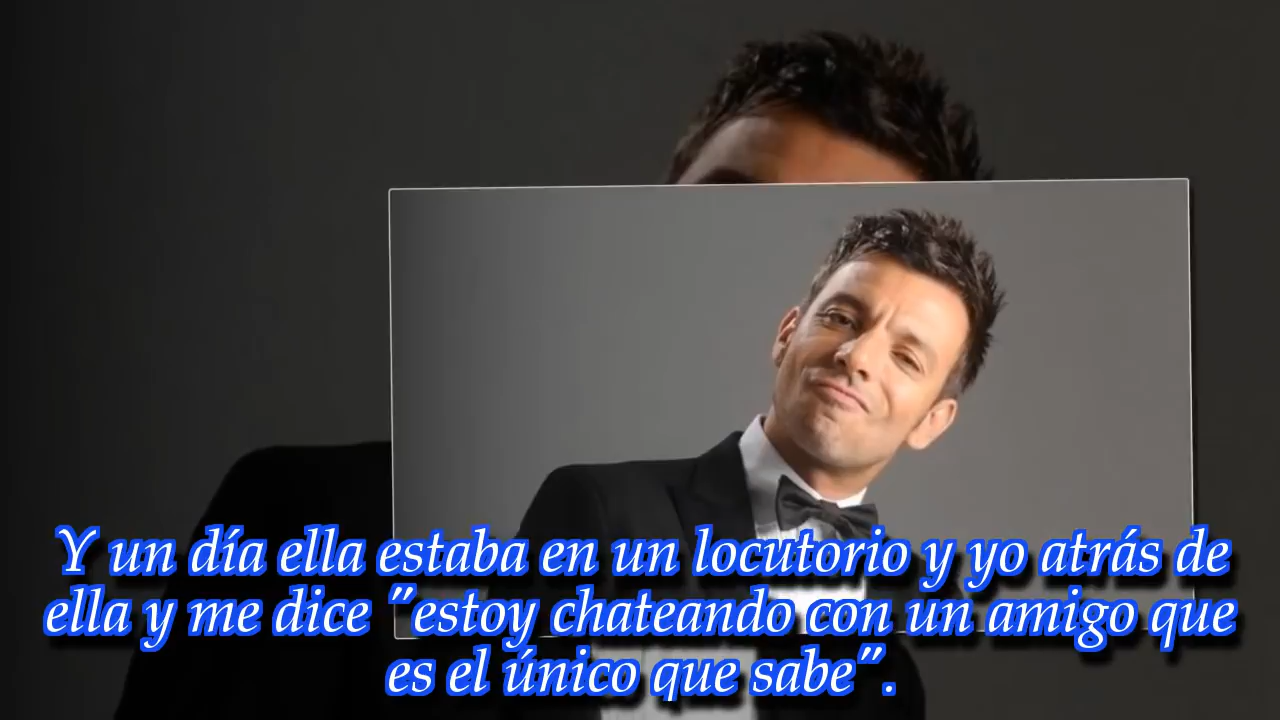 Y un día ella estaba en un locutorio y yo atrás de
ella y me dice "estoy chateando con un amigo que
es el único que sabe".